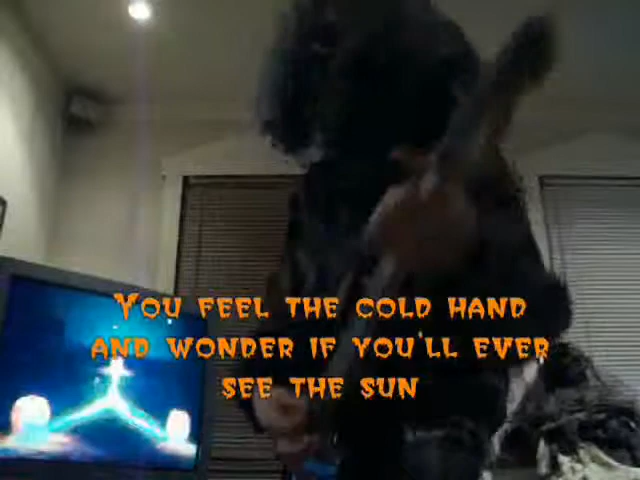 You feel the cold hand
and wonder if you'll ever
see the sun